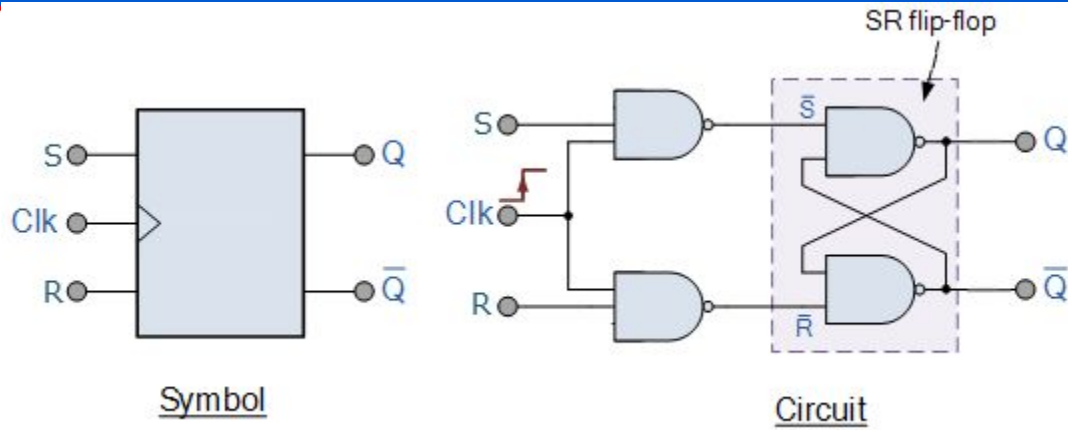 SR flip-flop
S
Clk
R
Q
Q̅
Symbol
S
Clk
R
S̅
R̅
Q
Q̅
Circuit